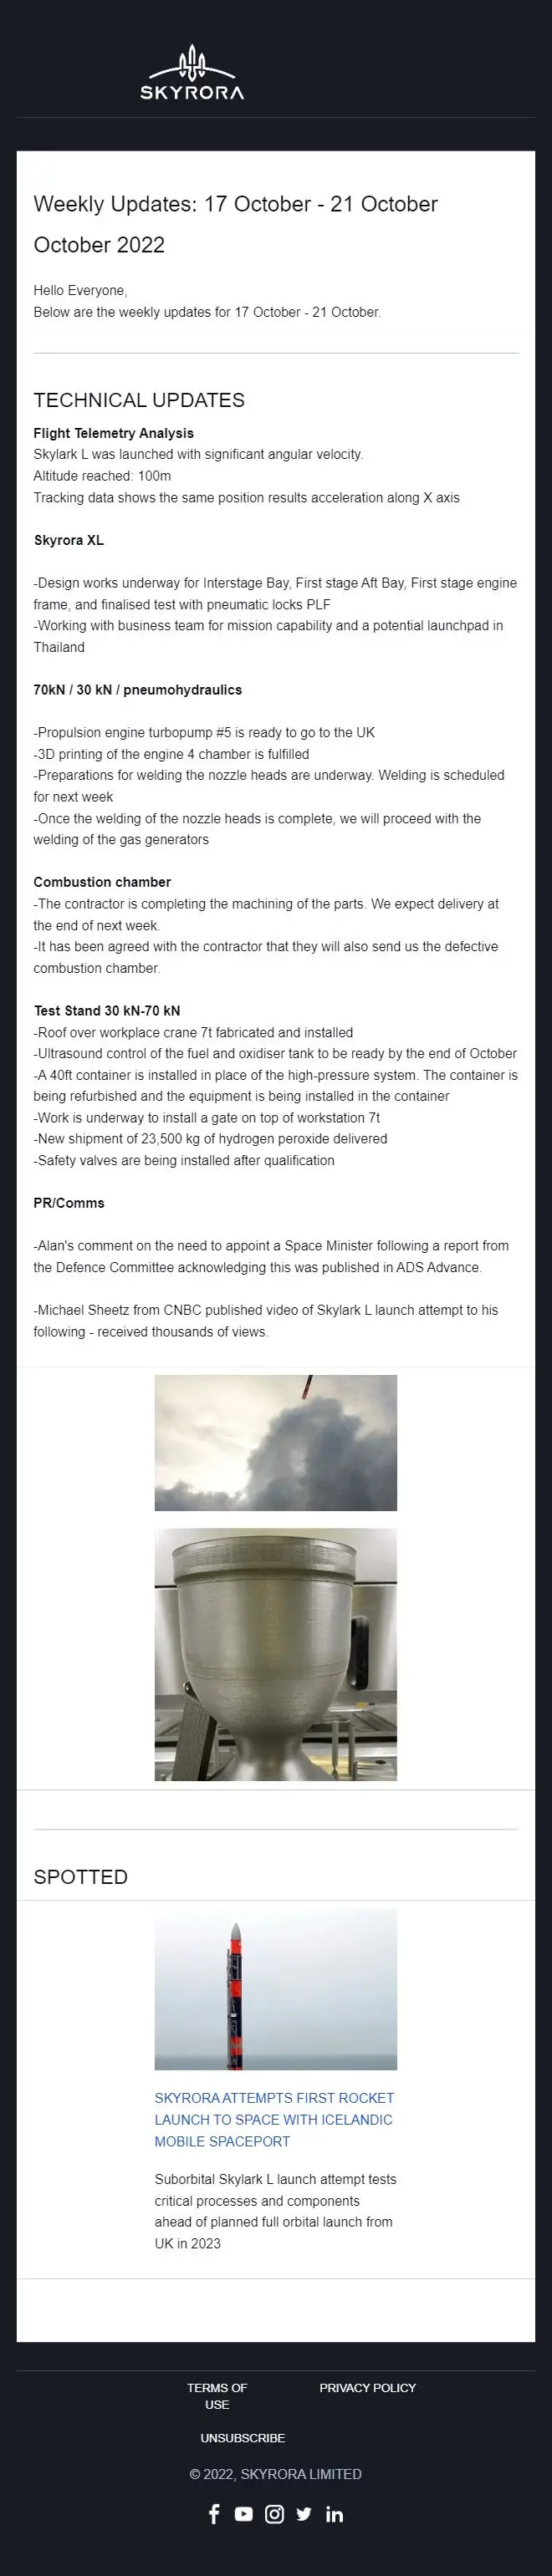 SKYRORA
Weekly Updates: 17 October - 21 October
October 2022
Hello Everyone,
Below are the weekly updates for 17 October - 21 October.
TECHNICAL UPDATES
Flight Telemetry Analysis
Skylark L was launched with significant angular velocity.
Altitude reached: 100m
Tracking data shows the same position results acceleration along X axis
Skyrora XL
-Design works underway for Interstage Bay, First stage Aft Bay, First stage engine
frame, and finalised test with pneumatic locks PLF
-Working with business team for mission capability and a potential launchpad in
Thailand
70kN / 30 kN / pneumohydraulics
-Propulsion engine turbopump #5 is ready to go to the UK
-3D printing of the engine 4 chamber is fulfilled
-Preparations for welding the nozzle heads are underway. Welding is scheduled
for next week
-Once the welding of the nozzle heads is complete, we will proceed with the
welding of the gas generators
Combustion chamber
-The contractor is completing the machining of the parts. We expect delivery at
the end of next week.
-It has been agreed with the contractor that they will also send us the defective
combustion chamber.
Test Stand 30 kN-70 kN
-Roof over workplace crane 7t fabricated and installed
-Ultrasound control of the fuel and oxidiser tank to be ready by the end of October
-A 40ft container is installed in place of the high-pressure system. The container is
being refurbished and the equipment is being installed in the container
-Work is underway to install a gate on top of workstation 7t
-New shipment of 23,500 kg of hydrogen peroxide delivered
-Safety valves are being installed after qualification
PR/Comms
-Alan's comment on the need to appoint a Space Minister following a report from
the Defence Committee acknowledging this was published in ADS Advance.
-Michael Sheetz from CNBC published video of Skylark L launch attempt to his
following - received thousands of views.
SPOTTED
SKYRORA ATTEMPTS FIRST ROCKET
LAUNCH TO SPACE WITH ICELANDIC
MOBILE SPACEPORT
Suborbital Skylark L launch attempt tests
critical processes and components
ahead of planned full orbital launch from
UK in 2023
TERMS OF
USE
PRIVACY POLICY
UNSUBSCRIBE
© 2022, SKYRORA LIMITED